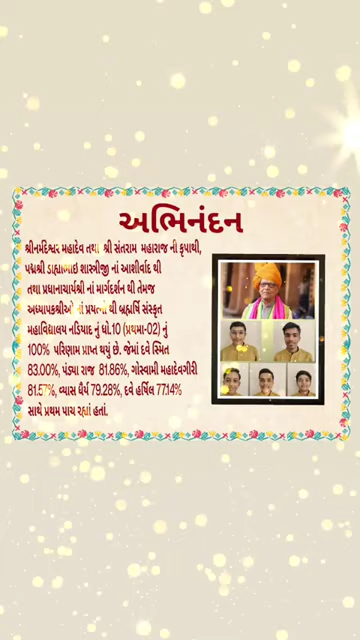 અભિનંદન
શ્રીનર્મદેશ્વર મહાદેવ તથા શ્રી સંતરામ મહારાજ ની કૃપાથી,
પદ્મશ્રી ડાહ્યાભાઇ શાસ્ત્રીજી નાં આશીર્વાદ થી
તથા પ્રધાનાચાર્યશ્રી નાં માર્ગદર્શન થી તેમજ
અધ્યાપકશ્રીઓ નાં પ્રયત્નો થી બ્રહ્મર્ષિ સંસ્કૃત
મહાવિદ્યાલય નડિયાદ નું ધો.10 (પ્રથમા-02) નું
100% પરિણામ પ્રાપ્ત થયું છે. જેમાં દવે સ્મિત
83.00%, પંડ્યા રાજ 81.86%, ગોસ્વામી મહાદેવગીરી
81.57%, વ્યાસ ધૈર્ય 79.28%, દવે હર્ષિલ 77.14%
સાથે પ્રથમ પાચ રહ્યાં હતાં.